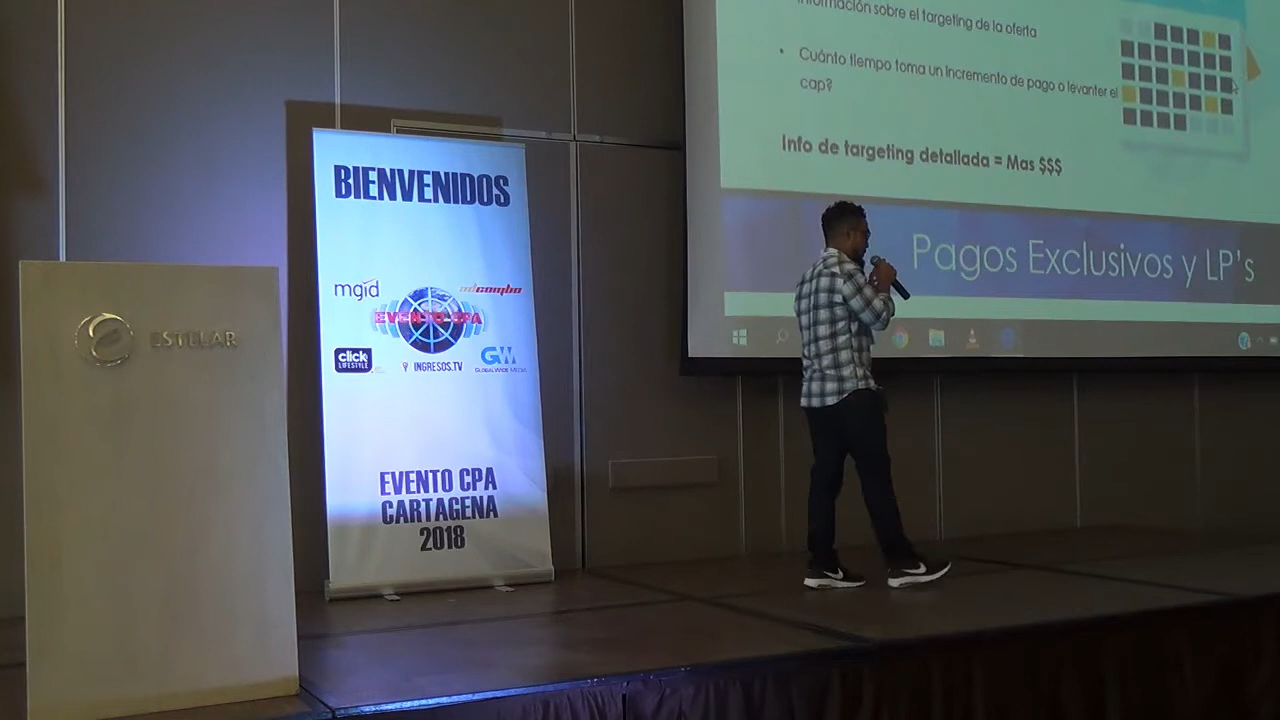 Información sobre el targeting de la oferta
• Cuánto tiempo toma un incremento de pago o levanter el
cap?
Info de targeting detallada = Mas $$$
Pagos Exclusivos y LP's
BIENVENIDOS
mgid
adcombo
EVENTO CPA
click
LIFESTYLE
INGRESOS.TV
GW
GLOBALWIDE MEDIA
EVENTO CPA
CARTAGENA
2018
ESTELAR